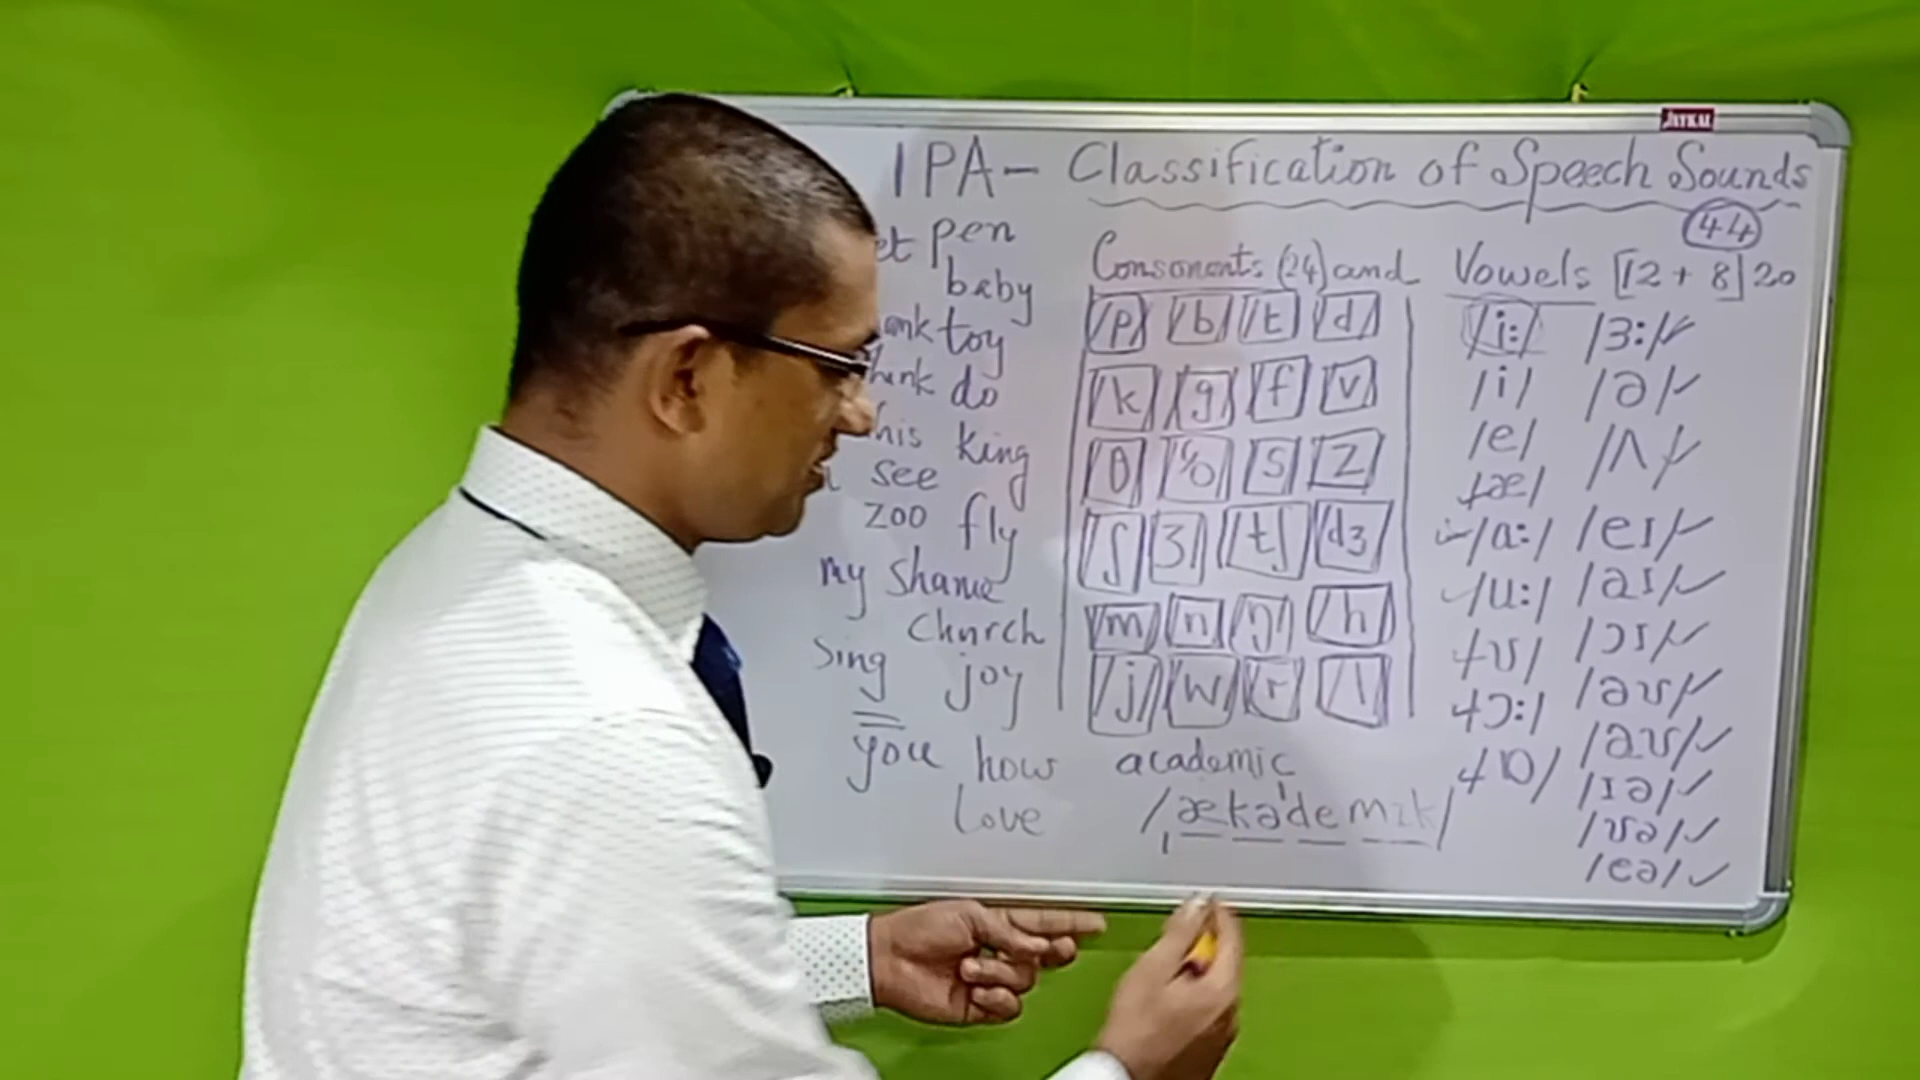 JAYKAL
IPA - Classification of Speech Sounds
44
Consonents (24) and Vowels [12 + 8] 20
pen
baby
toy
do
king
see
zoo fly
my Shame
Church
Sing joy
you how
Love
/p/ /b/ /t/ /d/
/k/ /g/ /f/ /v/
θ ð s z
/ʃ ʒ/ /tʃ dʒ
/m/ /n/ /ŋ/ /h
/j/ /w/ /r/ /l
/i:/ /ɜ:/
/i/ /ə/
/e/ /ʌ/
/æ/
/ɑ:/ /eɪ/
/u:/ /aɪ/
/ʊ/ /ɔɪ/
/ɔ:/ /əʊ/
/ɒ/ /aʊ/
/ɪə/
/ʊə/
/eə/
academic
/ˌækəˈdemɪk/